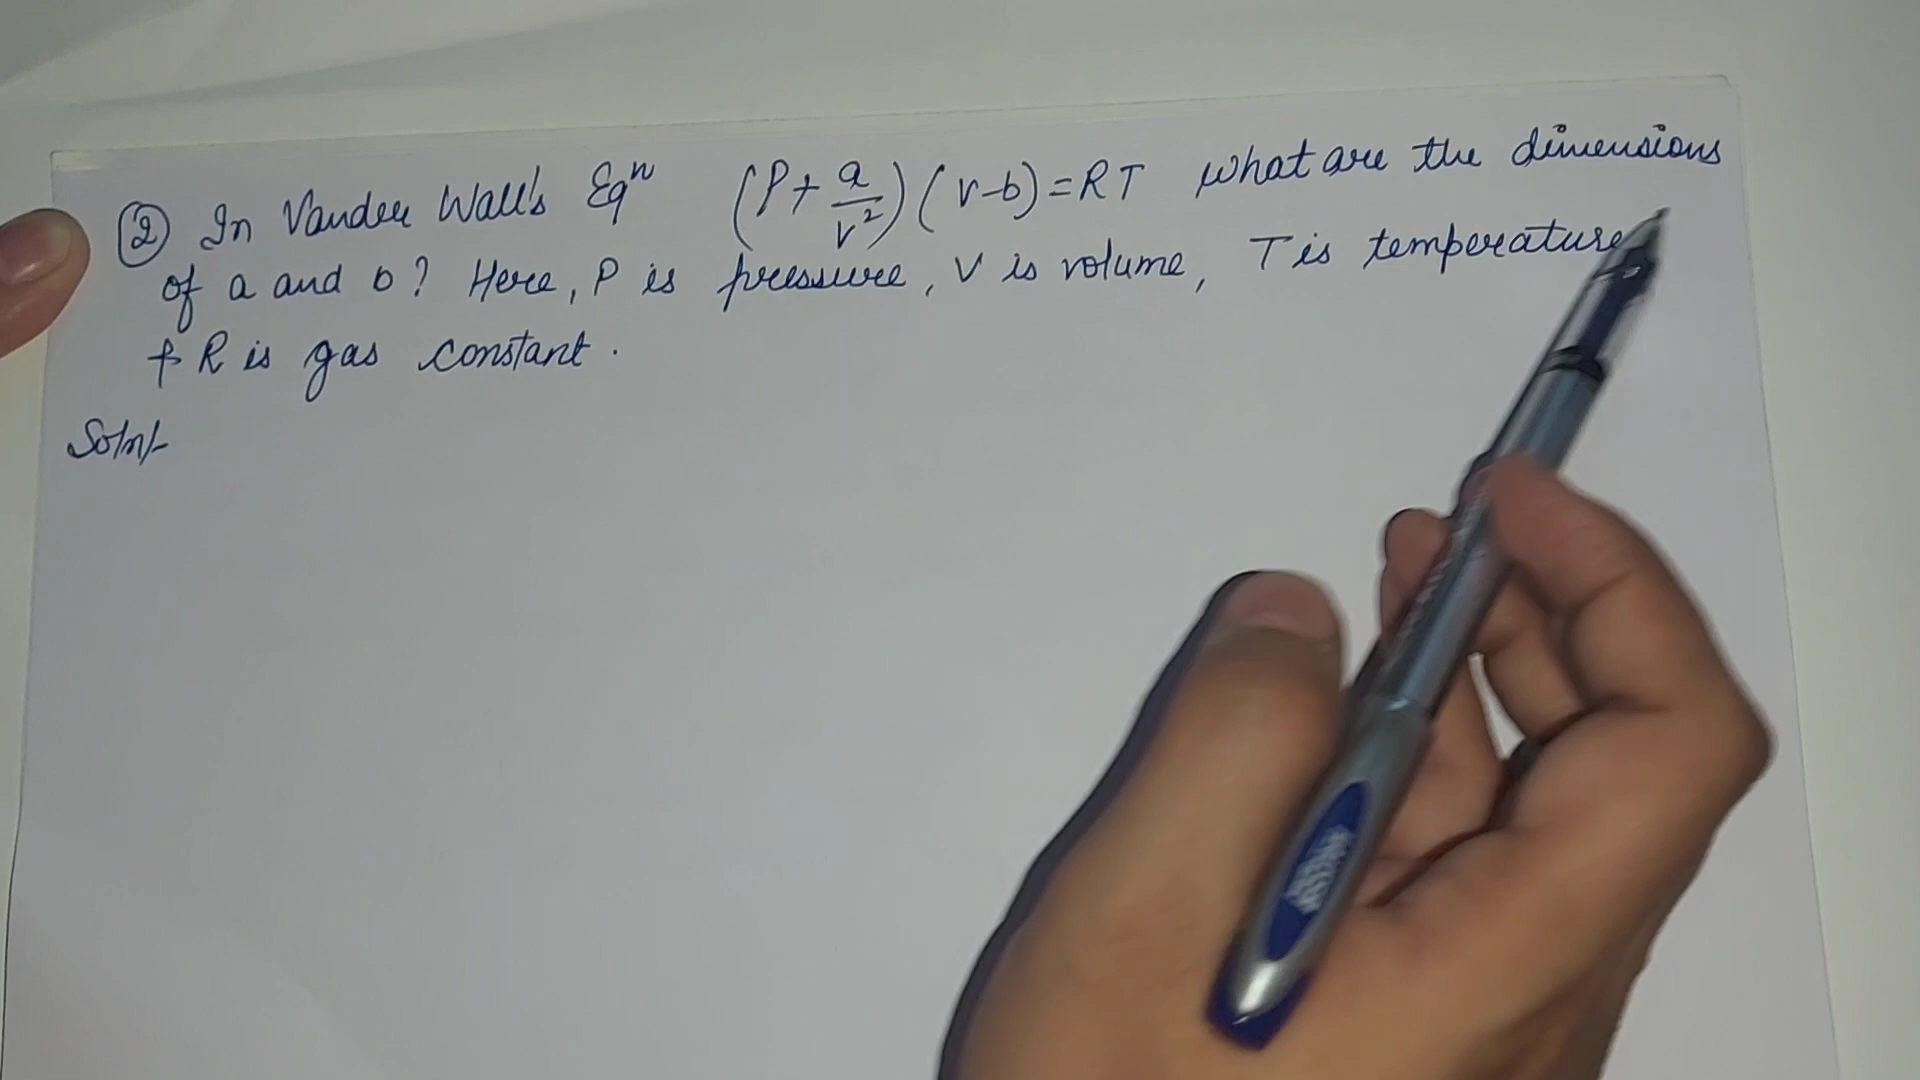 ② In Vander Wall's Eqⁿ (P + a/v²) (v-b) = RT what are the dimensions
of a and b? Here, P is pressure, V is volume, T is temperature
& R is gas constant.
Soln/-